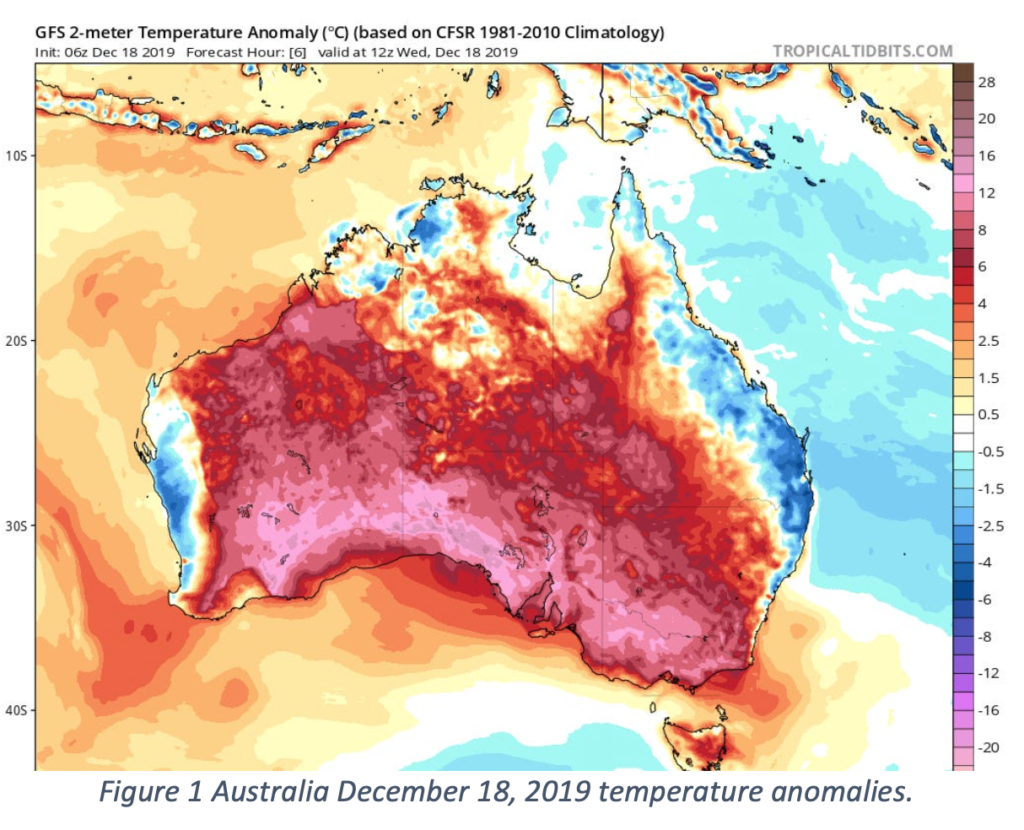 GFS 2-meter Temperature Anomaly (°C) (based on CFSR 1981-2010 Climatology)
Init: 06z Dec 18 2019 Forecast Hour: [6] valid at 12z Wed, Dec 18 2019
TROPICALTIDBITS.COM
28
20
16
12
8
6
4
2.5
1.5
0.5
-0.5
-1.5
-2.5
-4
-6
-8
-12
-16
-20
10S
20S
30S
40S
Figure 1 Australia December 18, 2019 temperature anomalies.